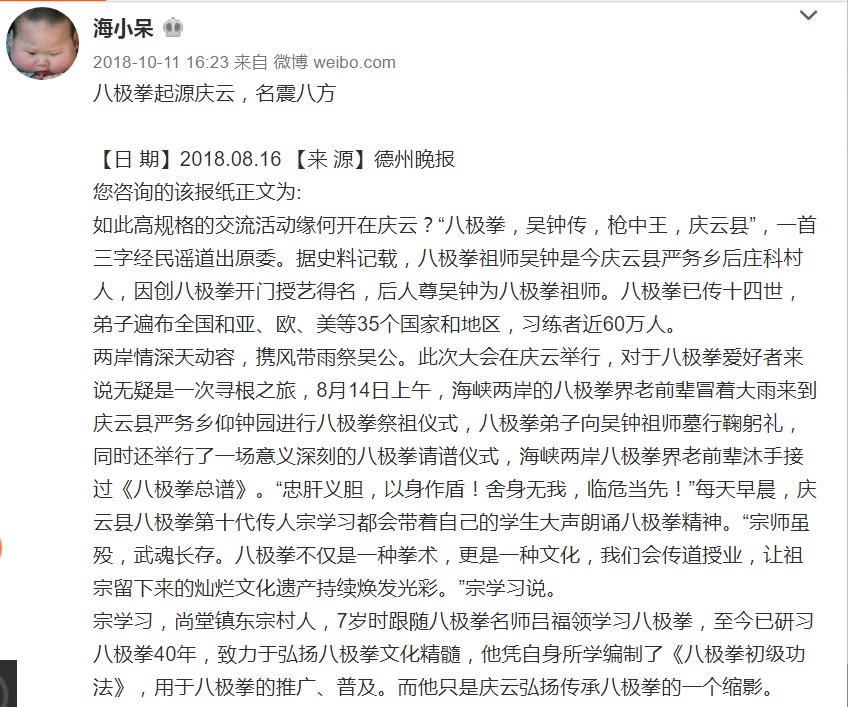 海小呆
2018-10-11 16:23 来自 微博 weibo.com
八极拳起源庆云，名震八方
【日 期】2018.08.16 【来 源】德州晚报
您咨询的该报纸正文为:
如此高规格的交流活动缘何开在庆云？“八极拳，吴钟传，枪中王，庆云县”，一首
三字经民谣道出原委。据史料记载，八极拳祖师吴钟是今庆云县严务乡后庄科村
人，因创八极拳开门授艺得名，后人尊吴钟为八极拳祖师。八极拳已传十四世，
弟子遍布全国和亚、欧、美等35个国家和地区，习练者近60万人。
两岸情深天动容，携风带雨祭吴公。此次大会在庆云举行，对于八极拳爱好者来
说无疑是一次寻根之旅，8月14日上午，海峡两岸的八极拳界老前辈冒着大雨来到
庆云县严务乡仰钟园进行八极拳祭祖仪式，八极拳弟子向吴钟祖师墓行鞠躬礼，
同时还举行了一场意义深刻的八极拳请谱仪式，海峡两岸八极拳界老前辈沐手接
过《八极拳总谱》。“忠肝义胆，以身作盾！舍身无我，临危当先！”每天早晨，庆
云县八极拳第十代传人宗学习都会带着自己的学生大声朗诵八极拳精神。“宗师虽
殁，武魂长存。八极拳不仅是一种拳术，更是一种文化，我们会传道授业，让祖
宗留下来的灿烂文化遗产持续焕发光彩。”宗学习说。
宗学习，尚堂镇东宗村人，7岁时跟随八极拳名师吕福领学习八极拳，至今已研习
八极拳40年，致力于弘扬八极拳文化精髓，他凭自身所学编制了《八极拳初级功
法》，用于八极拳的推广、普及。而他只是庆云弘扬传承八极拳的一个缩影。